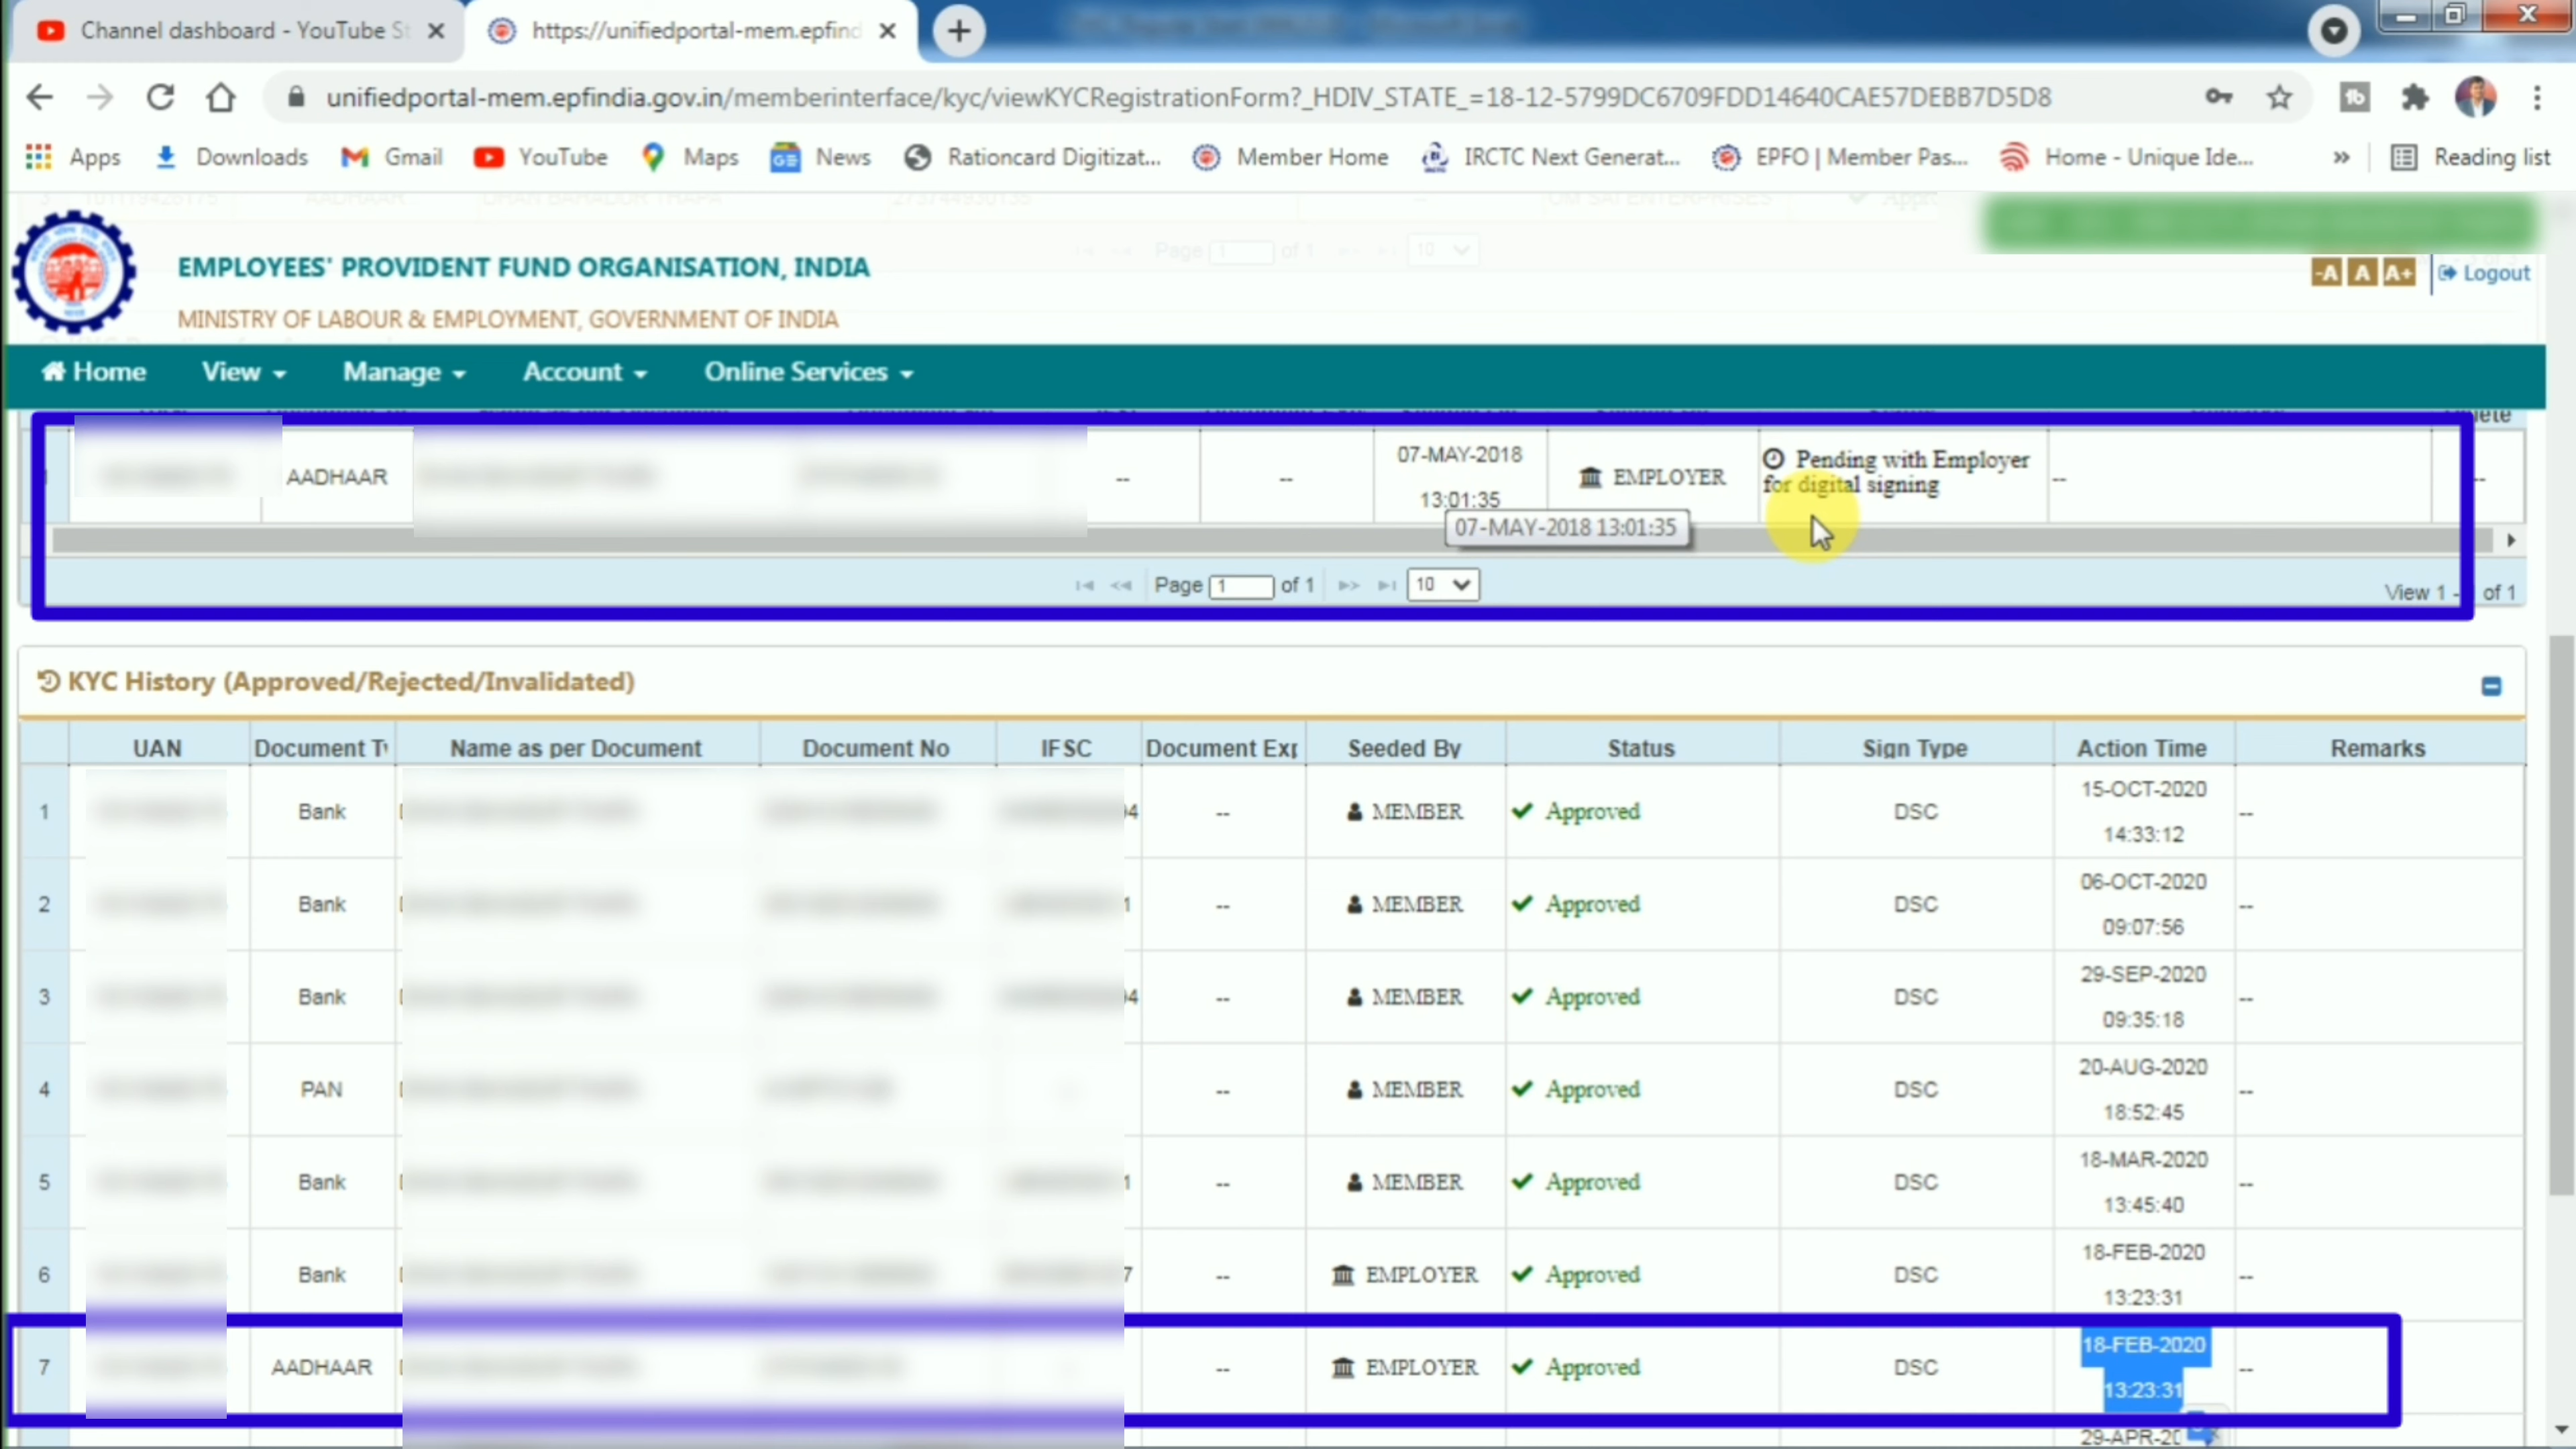 Channel dashboard - YouTube St
https://unifiedportal-mem.epfind
unifiedportal-mem.epfindia.gov.in/memberinterface/kyc/viewKYCRegistrationForm?_HDIV_STATE_=18-12-5799DC6709FDD14640CAE57DEBB7D5D8
Apps Downloads Gmail YouTube Maps News Rationcard Digitizat... Member Home IRCTC Next Generat... EPFO | Member Pas... Home - Unique Ide... » Reading list
Page 1 of 1 10
EMPLOYEES' PROVIDENT FUND ORGANISATION, INDIA
-A A A+ Logout
MINISTRY OF LABOUR & EMPLOYMENT, GOVERNMENT OF INDIA
Home View Manage Account Online Services
AADHAAR -- -- 07-MAY-2018 13:01:35 EMPLOYER Pending with Employer for digital signing -- --
07-MAY-2018 13:01:35
Page 1 of 1 10 View 1 - of 1
KYC History (Approved/Rejected/Invalidated)
UAN Document Ty Name as per Document Document No IFSC Document Exp Seeded By Status Sign Type Action Time Remarks
1 Bank -- MEMBER Approved DSC 15-OCT-2020 14:33:12 --
2 Bank -- MEMBER Approved DSC 06-OCT-2020 09:07:56 --
3 Bank -- MEMBER Approved DSC 29-SEP-2020 09:35:18 --
4 PAN -- MEMBER Approved DSC 20-AUG-2020 18:52:45 --
5 Bank -- MEMBER Approved DSC 18-MAR-2020 13:45:40 --
6 Bank -- EMPLOYER Approved DSC 18-FEB-2020 13:23:31 --
7 AADHAAR -- EMPLOYER Approved DSC 18-FEB-2020 13:23:31 --
29-APR-20